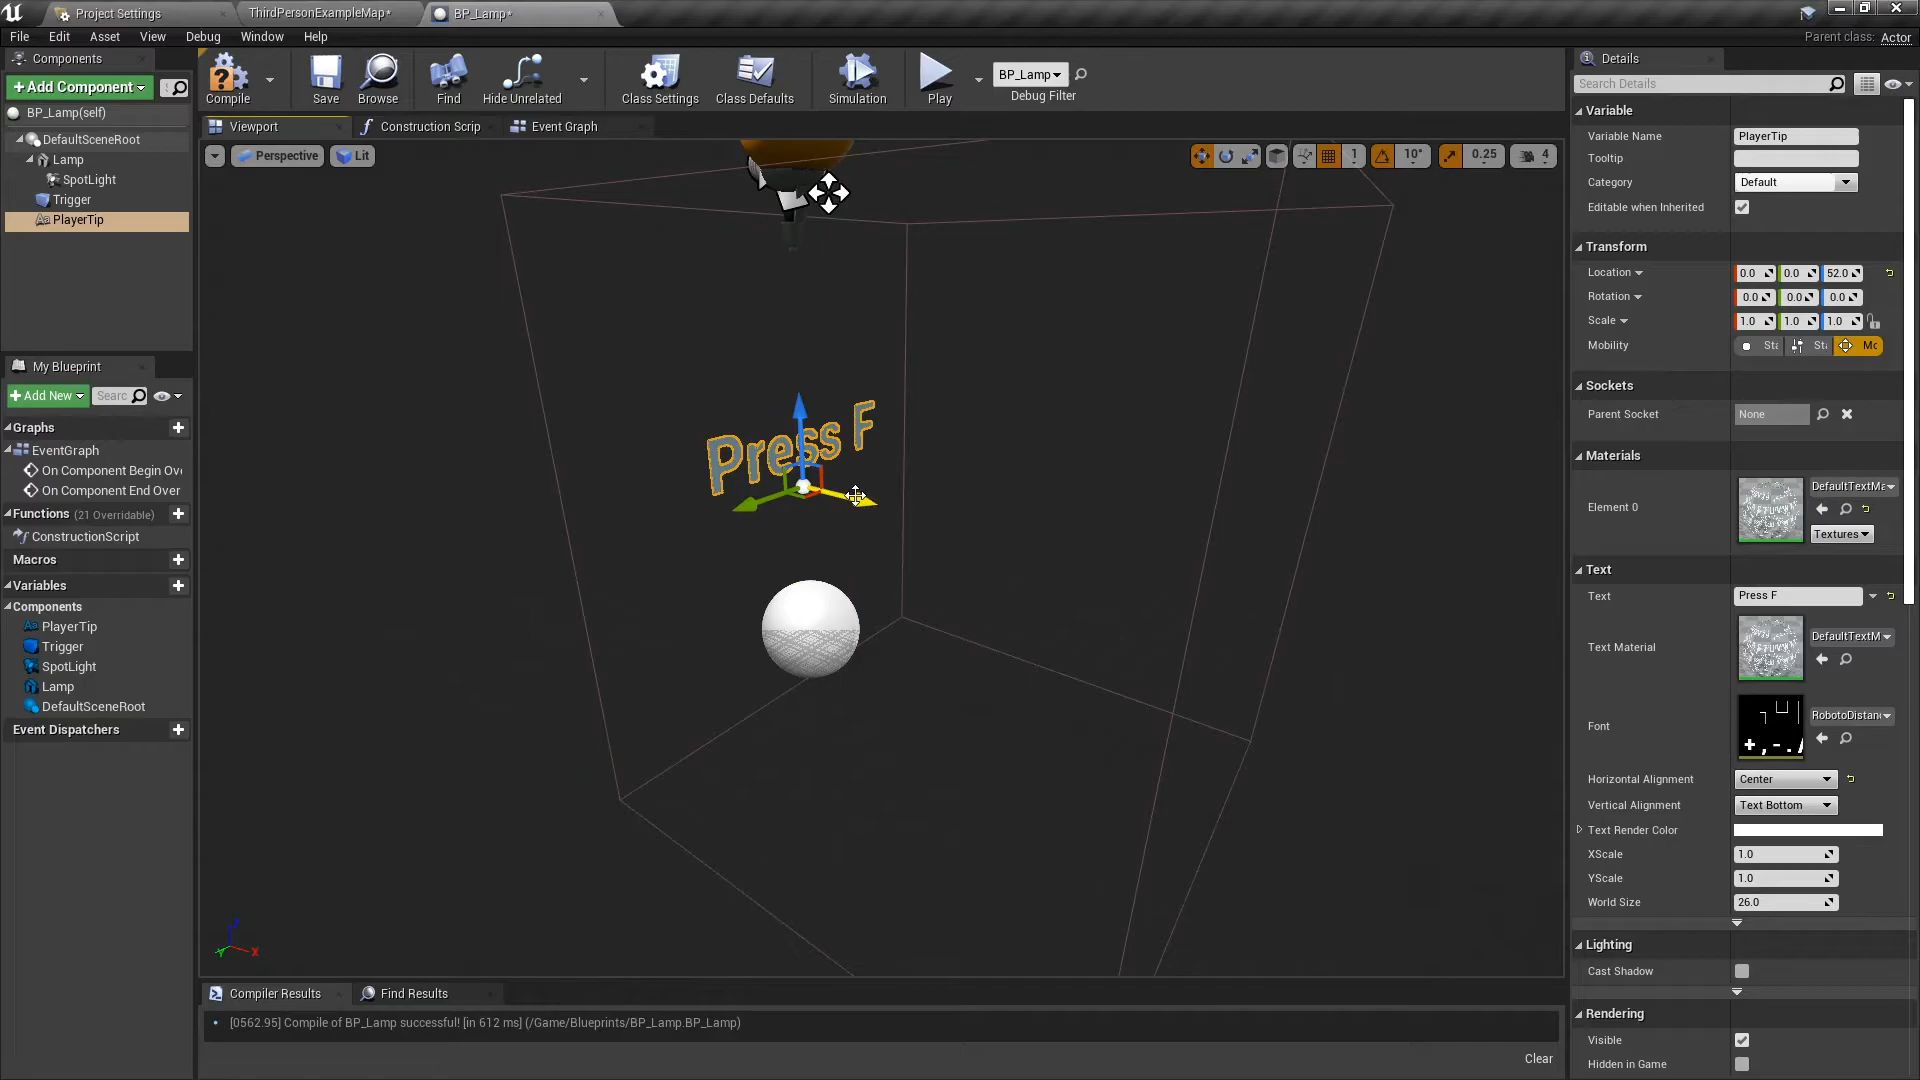 Project Settings
ThirdPersonExampleMap*
BP_Lamp*
File
Edit
Asset
View
Debug
Window
Help
Parent class: Actor
Components
+Add Component
BP_Lamp(self)
DefaultSceneRoot
Lamp
SpotLight
Trigger
PlayerTip
Compile
Save
Browse
Find
Hide Unrelated
Class Settings
Class Defaults
Simulation
Play
BP_Lamp
Debug Filter
Viewport
Construction Scrip
Event Graph
Perspective
Lit
1
10°
0.25
4
Press F
My Blueprint
+Add New
Searc
Graphs
EventGraph
On Component Begin Ove
On Component End Over
Functions (21 Overridable)
ConstructionScript
Macros
Variables
Components
PlayerTip
Trigger
SpotLight
Lamp
DefaultSceneRoot
Event Dispatchers
Compiler Results
Find Results
[0562.95] Compile of BP_Lamp successful! [in 612 ms] (/Game/Blueprints/BP_Lamp.BP_Lamp)
Clear
Details
Search Details
Variable
Variable Name
PlayerTip
Tooltip
Category
Default
Editable when Inherited
Transform
Location
0.0
0.0
52.0
Rotation
0.0
0.0
0.0
Scale
1.0
1.0
1.0
Mobility
Sta
Sta
Mo
Sockets
Parent Socket
None
Materials
Element 0
DefaultTextMa
Textures
Text
Text
Press F
Text Material
DefaultTextM
Font
RobotoDistan
Horizontal Alignment
Center
Vertical Alignment
Text Bottom
Text Render Color
XScale
1.0
YScale
1.0
World Size
26.0
Lighting
Cast Shadow
Rendering
Visible
Hidden in Game